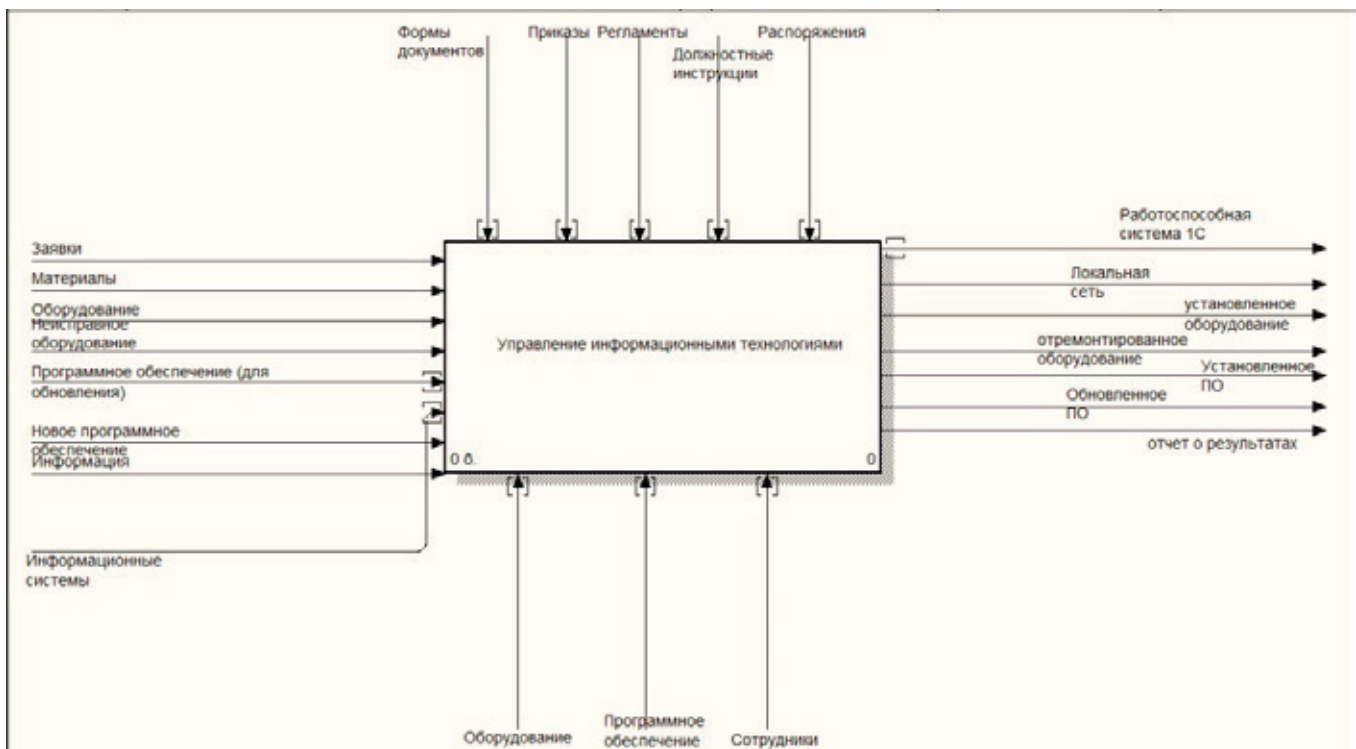 Формы
документов
Приказы
Регламенты
Должностные
инструкции
Распоряжения
Заявки
Материалы
Оборудование
Неисправное
оборудование
Программное обеспечение (для
обновления)
Новое программное
обеспечение
Информация
Информационные
системы
Управление информационными технологиями
0 б.
0
Работоспособная
система 1С
Локальная
сеть
установленное
оборудование
отремонтированное
оборудование
Установленное
ПО
Обновленное
ПО
отчет о результатах
Оборудование
Программное
обеспечение
Сотрудники